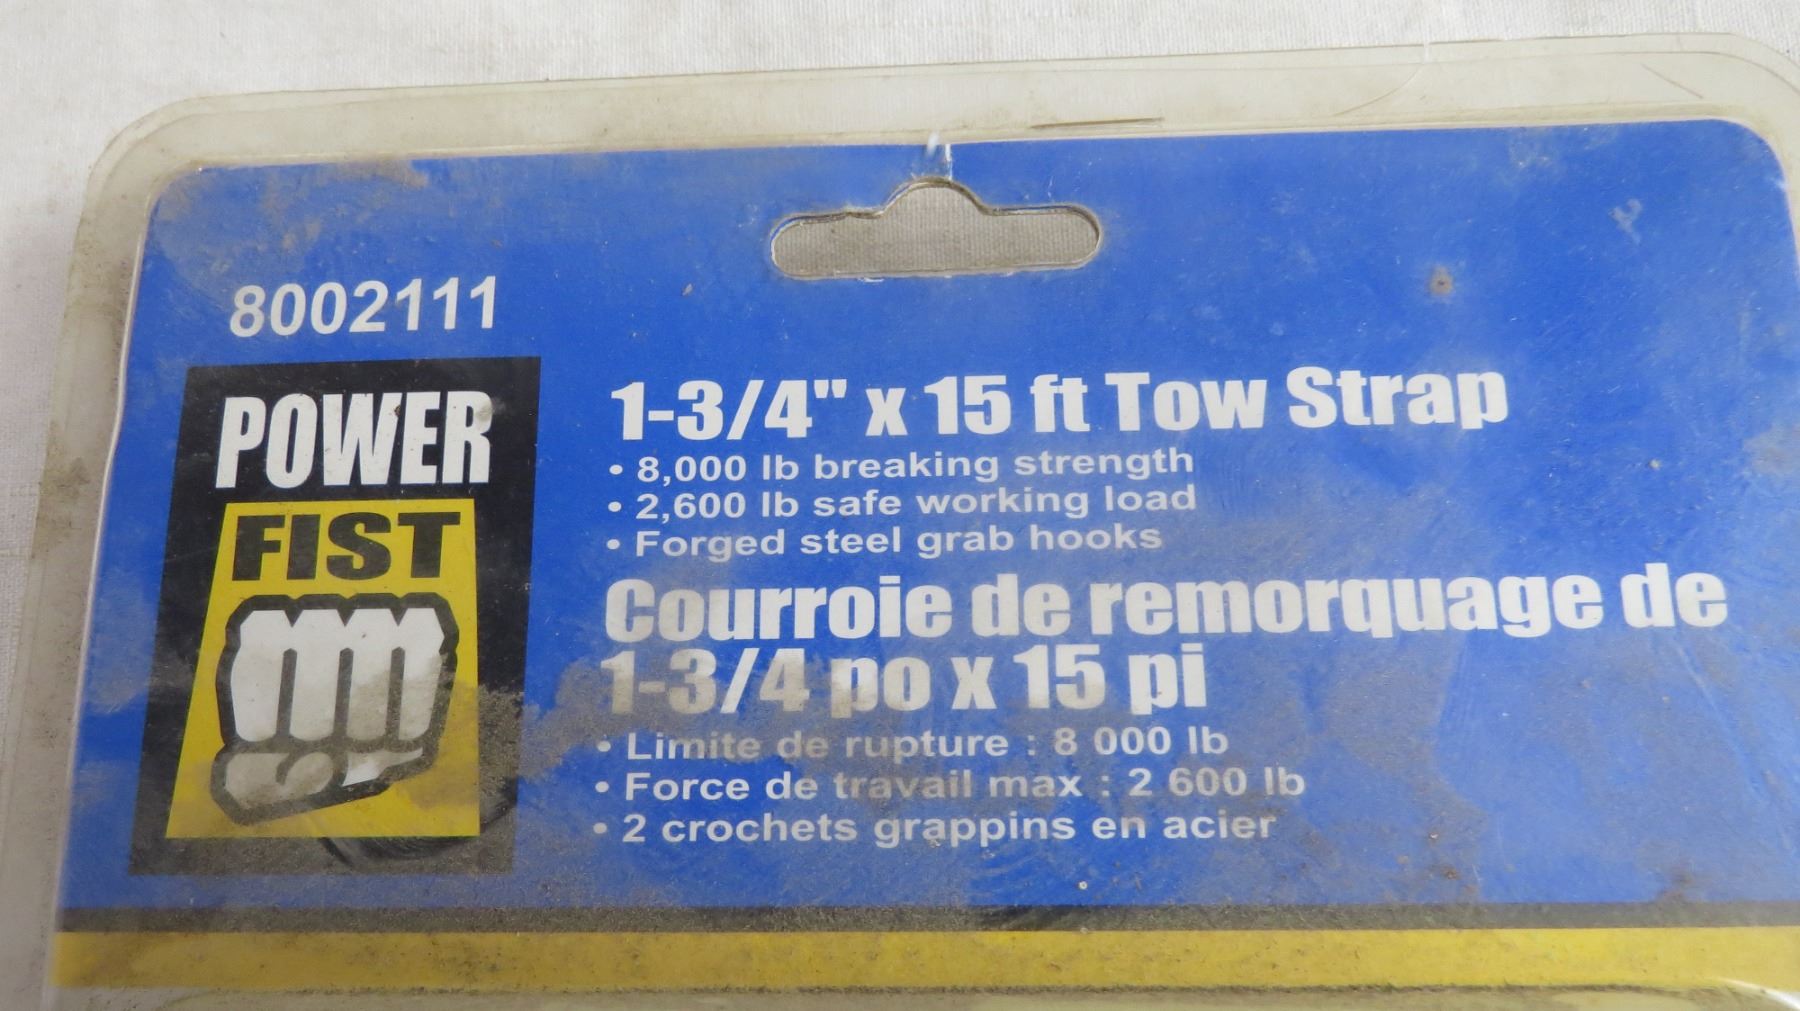 8002111
POWER
FIST
1-3/4" x 15 ft Tow Strap
• 8,000 lb breaking strength
• 2,600 lb safe working load
• Forged steel grab hooks
Courroie de remorquage de
1-3/4 po x 15 pi
• Limite de rupture : 8 000 lb
• Force de travail max : 2 600 lb
• 2 crochets grappins en acier